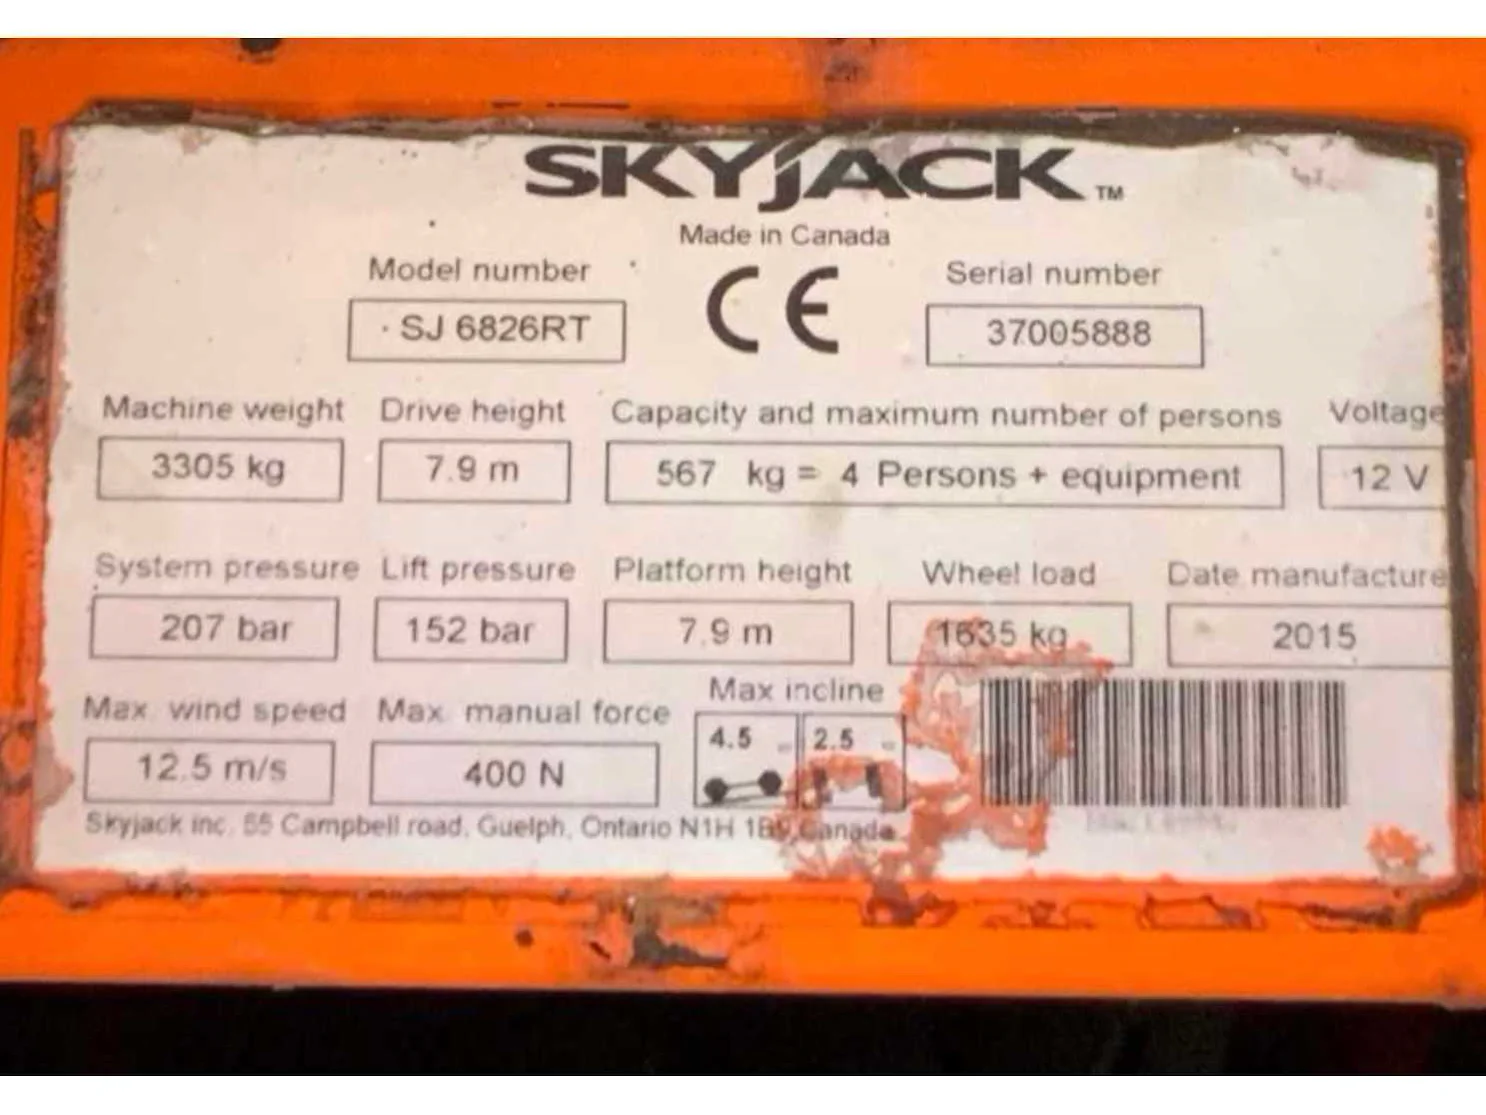 SKYJACK™
Made in Canada
Model number
SJ 6826RT
CE
Serial number
37005888
Machine weight Drive height Capacity and maximum number of persons Voltage
3305 kg 7.9 m 567 kg = 4 Persons + equipment 12 V
System pressure Lift pressure Platform height Wheel load Date manufacture
207 bar 152 bar 7.9 m 1635 kg 2015
Max wind speed Max. manual force Max incline
12.5 m/s 400 N 4.5 2.5
Skyjack inc. 55 Campbell road, Guelph, Ontario N1H 1B9 Canada